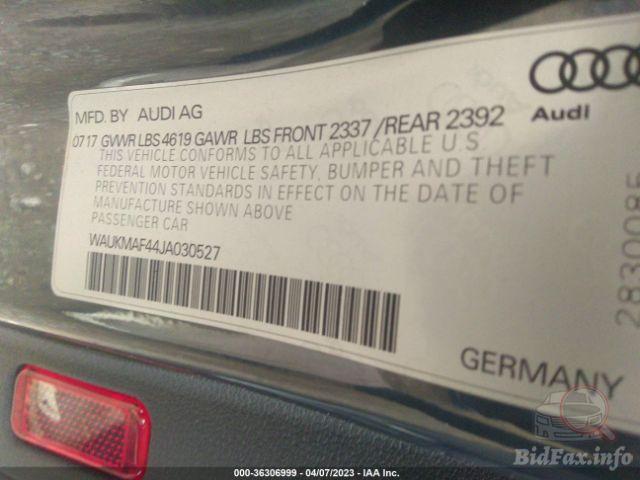 MFD. BY AUDI AG
0717 GVWR LBS 4619 GAWR LBS FRONT 2337 / REAR 2392
THIS VEHICLE CONFORMS TO ALL APPLICABLE U.S
FEDERAL MOTOR VEHICLE SAFETY, BUMPER AND THEFT
PREVENTION STANDARDS IN EFFECT ON THE DATE OF
MANUFACTURE SHOWN ABOVE
PASSENGER CAR
WAUKMAF44JA030527
Audi
2830085
GERMANY
000-36306999 - 04/07/2023 - IAA Inc.
BidFax.info